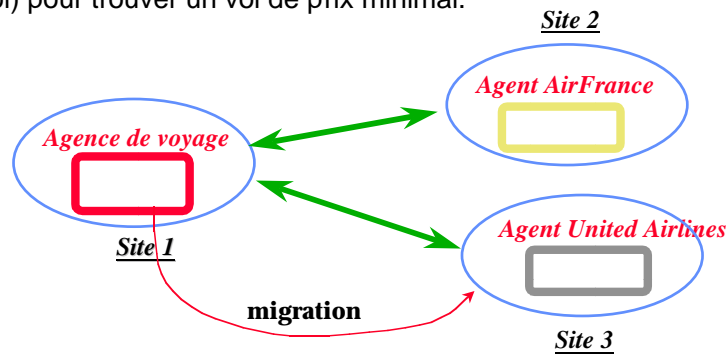 pour trouver un vol de prix minimal.
Site 2
Agent AirFrance
Agence de voyage
Site 1
Agent United Airlines
migration
Site 3